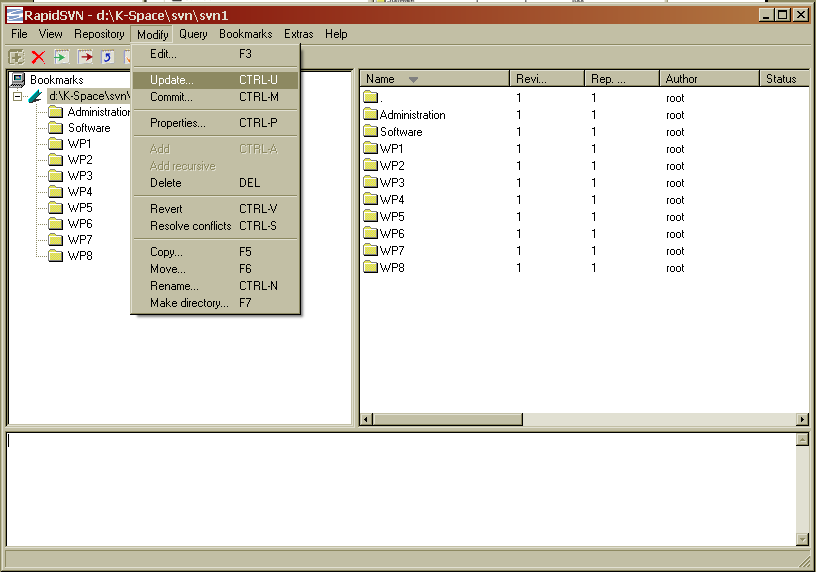 RapidSVN - d:\K-Space\svn\svn1
File View Repository Modify Query Bookmarks Extras Help
Edit... F3
Update... CTRL-U
Commit... CTRL-M
Properties... CTRL-P
Add CTRL-A
Add recursive
Delete DEL
Revert CTRL-V
Resolve conflicts CTRL-S
Copy... F5
Move... F6
Rename... CTRL-N
Make directory... F7
Bookmarks
d:\K-Space\svn\
Administration
Software
WP1
WP2
WP3
WP4
WP5
WP6
WP7
WP8
Name Revi... Rep. ... Author Status
. 1 1 root
Administration 1 1 root
Software 1 1 root
WP1 1 1 root
WP2 1 1 root
WP3 1 1 root
WP4 1 1 root
WP5 1 1 root
WP6 1 1 root
WP7 1 1 root
WP8 1 1 root